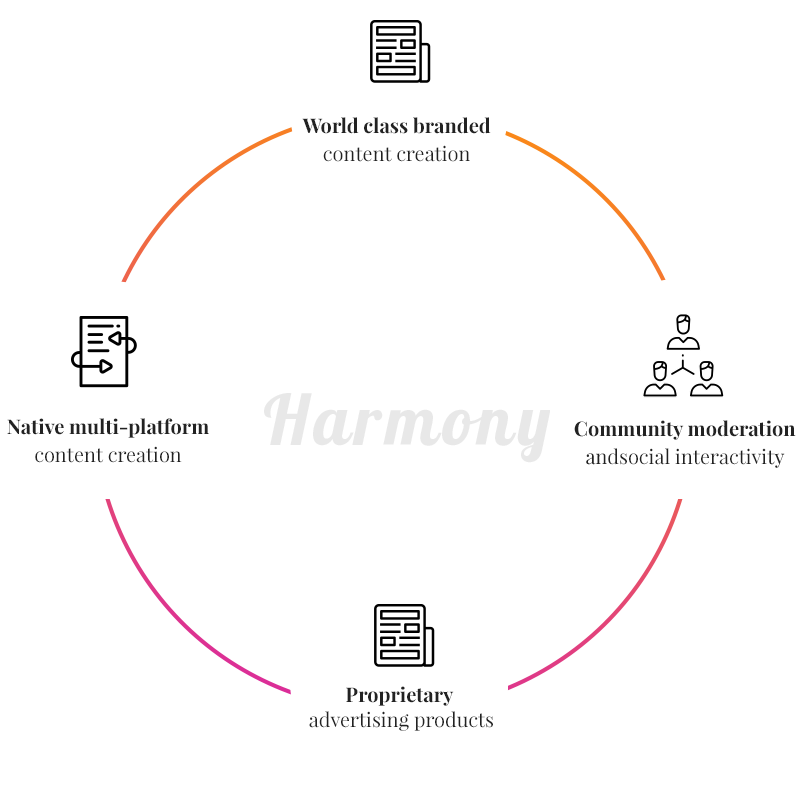 World class branded
content creation
Native multi-platform
content creation
Harmony
Community moderation
andsocial interactivity
Proprietary
advertising products